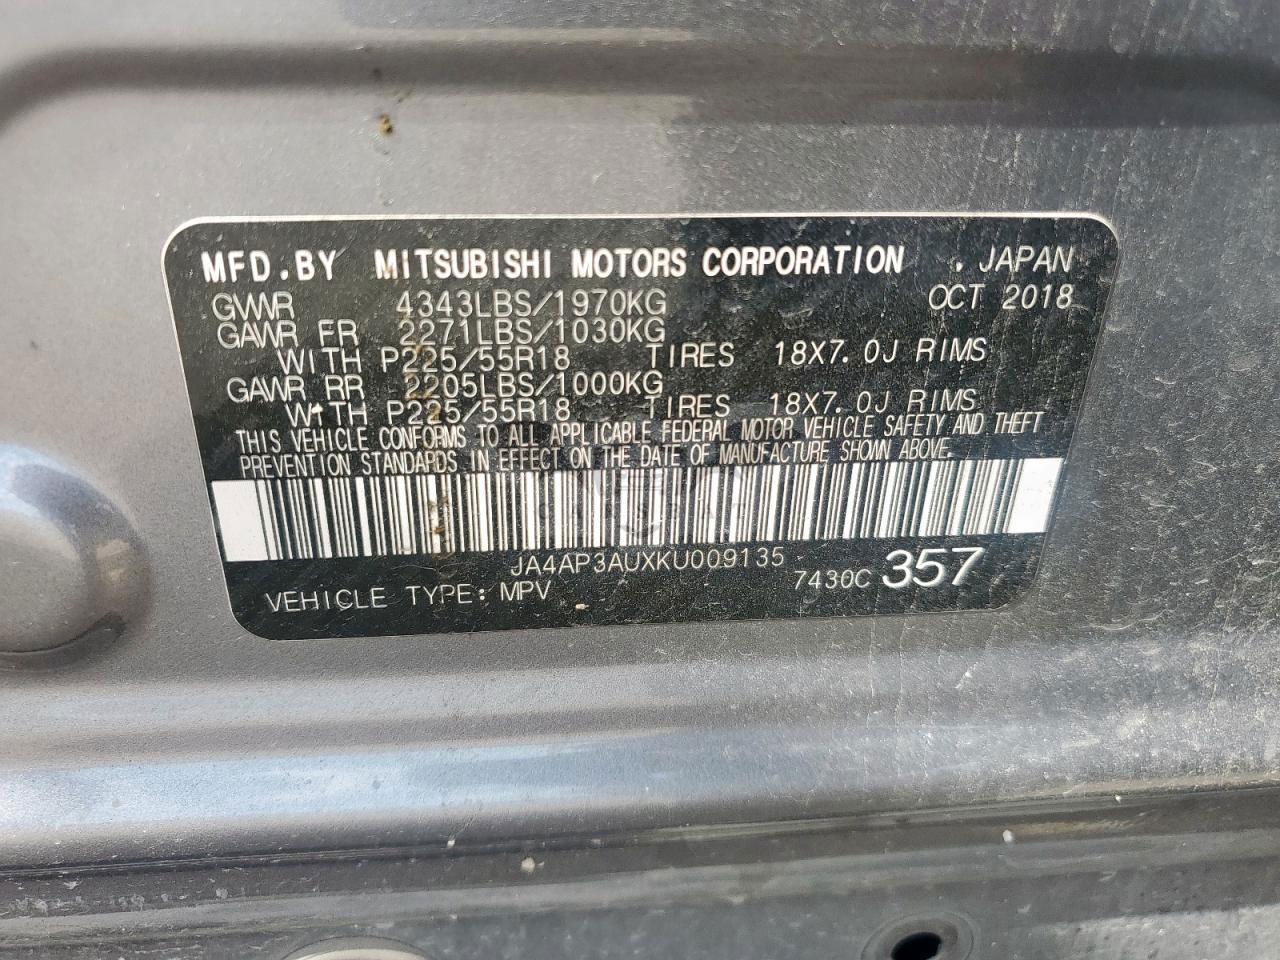 MFD.BY MITSUBISHI MOTORS CORPORATION . JAPAN
GVWR 4343LBS/1970KG OCT 2018
GAWR FR 2271LBS/1030KG
WITH P225/55R18 TIRES 18X7.0J RIMS
GAWR RR 2205LBS/1000KG
WITH P225/55R18 TIRES 18X7.0J RIMS
THIS VEHICLE CONFORMS TO ALL APPLICABLE FEDERAL MOTOR VEHICLE SAFETY AND THEFT
PREVENTION STANDARDS IN EFFECT ON THE DATE OF MANUFACTURE SHOWN ABOVE.
JA4AP3AUXKU009135
VEHICLE TYPE: MPV 7430C 357